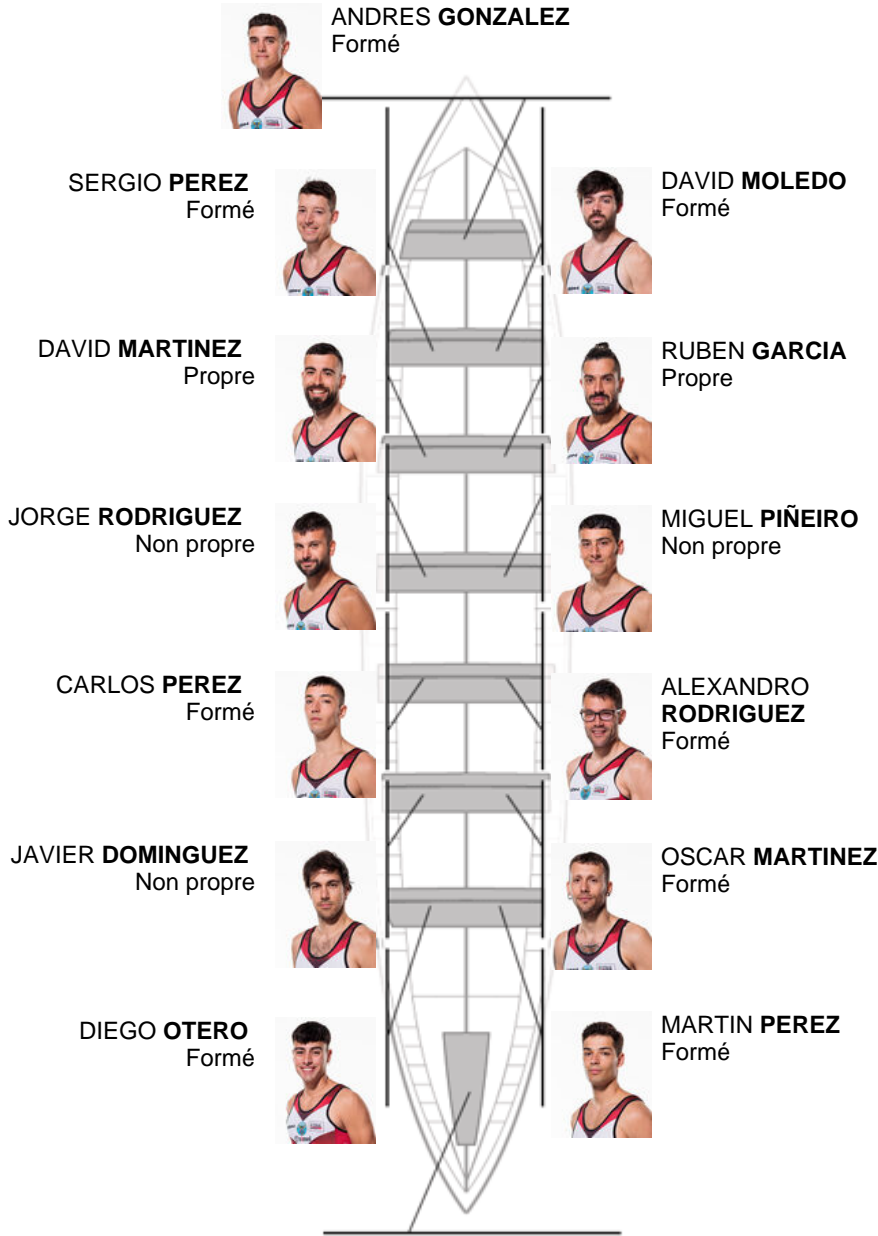 ANDRES GONZALEZ
Formé
SERGIO PEREZ
Formé
DAVID MOLEDO
Formé
DAVID MARTINEZ
Propre
RUBEN GARCIA
Propre
JORGE RODRIGUEZ
Non propre
MIGUEL PIÑEIRO
Non propre
CARLOS PEREZ
Formé
ALEXANDRO
RODRIGUEZ
Formé
JAVIER DOMINGUEZ
Non propre
OSCAR MARTINEZ
Formé
DIEGO OTERO
Formé
MARTIN PEREZ
Formé